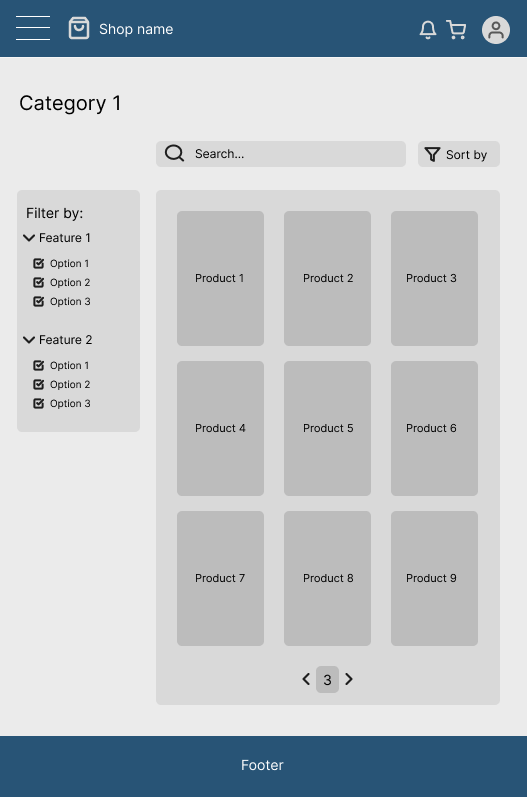 Shop name
Category 1
Search...
Sort by
Filter by:
Feature 1
Option 1
Option 2
Option 3
Feature 2
Option 1
Option 2
Option 3
Product 1
Product 2
Product 3
Product 4
Product 5
Product 6
Product 7
Product 8
Product 9
3
Footer